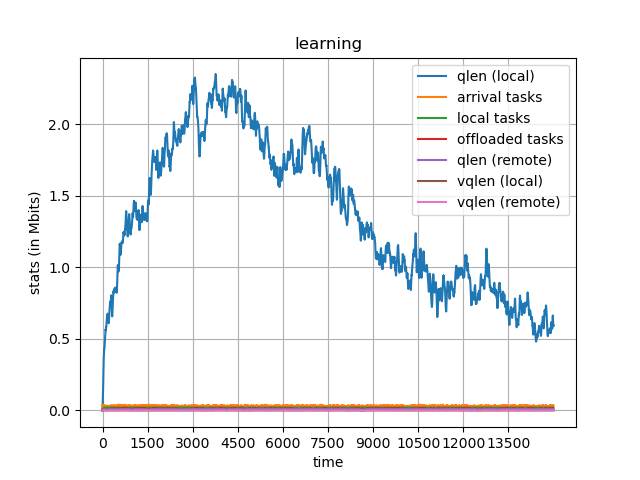 learning
qlen (local)
arrival tasks
local tasks
offloaded tasks
qlen (remote)
vqlen (local)
vqlen (remote)
stats (in Mbits)
2.0
1.5
1.0
0.5
0.0
0 1500 3000 4500 6000 7500 9000 10500 12000 13500
time